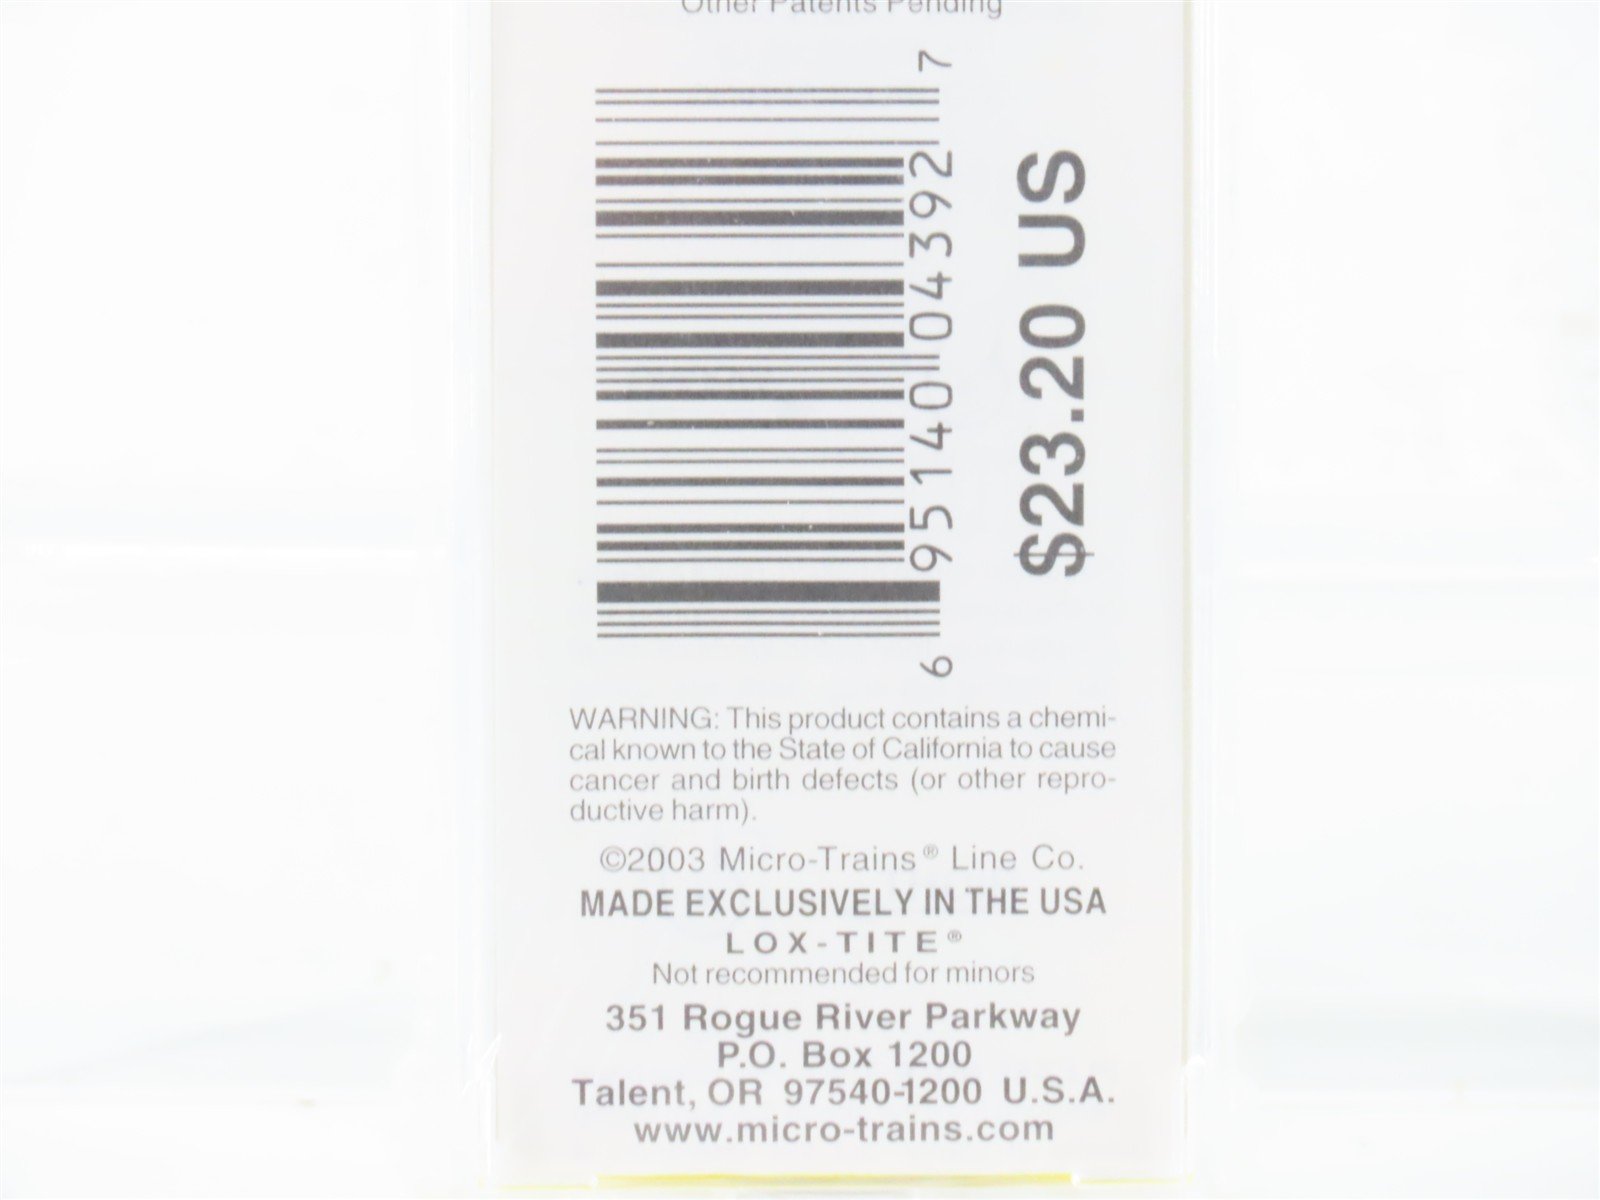 Other Patents Pending
6 95140 04392 7
$23.20 US
WARNING: This product contains a chemi-
cal known to the State of California to cause
cancer and birth defects (or other repro-
ductive harm).
©2003 Micro-Trains® Line Co.
MADE EXCLUSIVELY IN THE USA
LOX-TITE®
Not recommended for minors
351 Rogue River Parkway
P.O. Box 1200
Talent, OR 97540-1200 U.S.A.
www.micro-trains.com